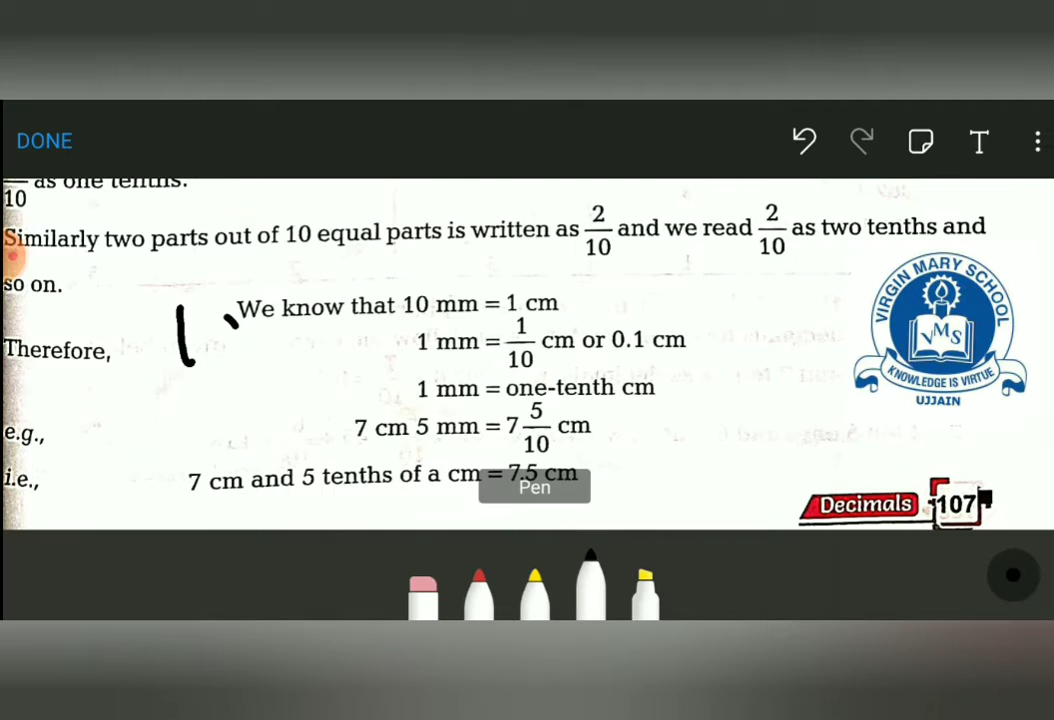 DONE
T
10 as one tenths.
Similarly two parts out of 10 equal parts is written as 2/10 and we read 2/10 as two tenths and
so on.
We know that 10 mm = 1 cm
Therefore, 1 mm = 1/10 cm or 0.1 cm
1 mm = one-tenth cm
e.g., 7 cm 5 mm = 7 5/10 cm
i.e., 7 cm and 5 tenths of a cm = 7.5 cm
Pen
Decimals 107
VIRGIN MARY SCHOOL
VMS
KNOWLEDGE IS VIRTUE
UJJAIN